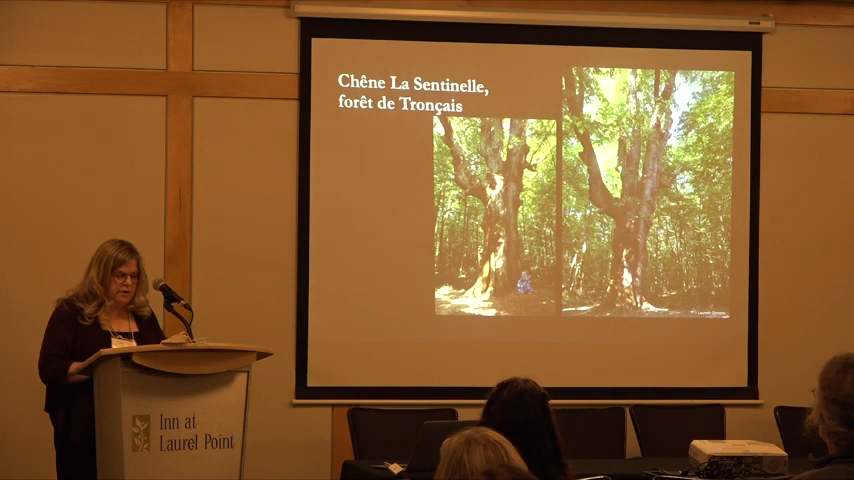 Chêne La Sentinelle,
forêt de Tronçais
Inn at
Laurel Point